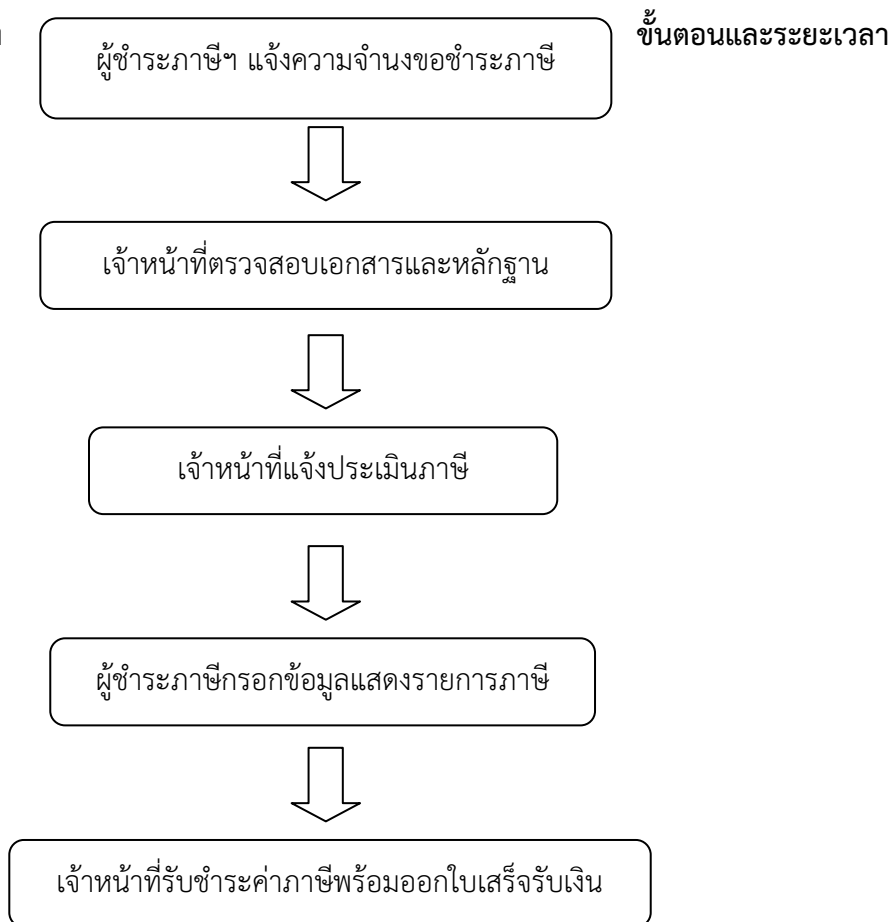 ขั้นตอนและระยะเวลา
ผู้ชำระภาษีฯ แจ้งความจำนงขอชำระภาษี
เจ้าหน้าที่ตรวจสอบเอกสารและหลักฐาน
เจ้าหน้าที่แจ้งประเมินภาษี
ผู้ชำระภาษีกรอกข้อมูลแสดงรายการภาษี
เจ้าหน้าที่รับชำระค่าภาษีพร้อมออกใบเสร็จรับเงิน